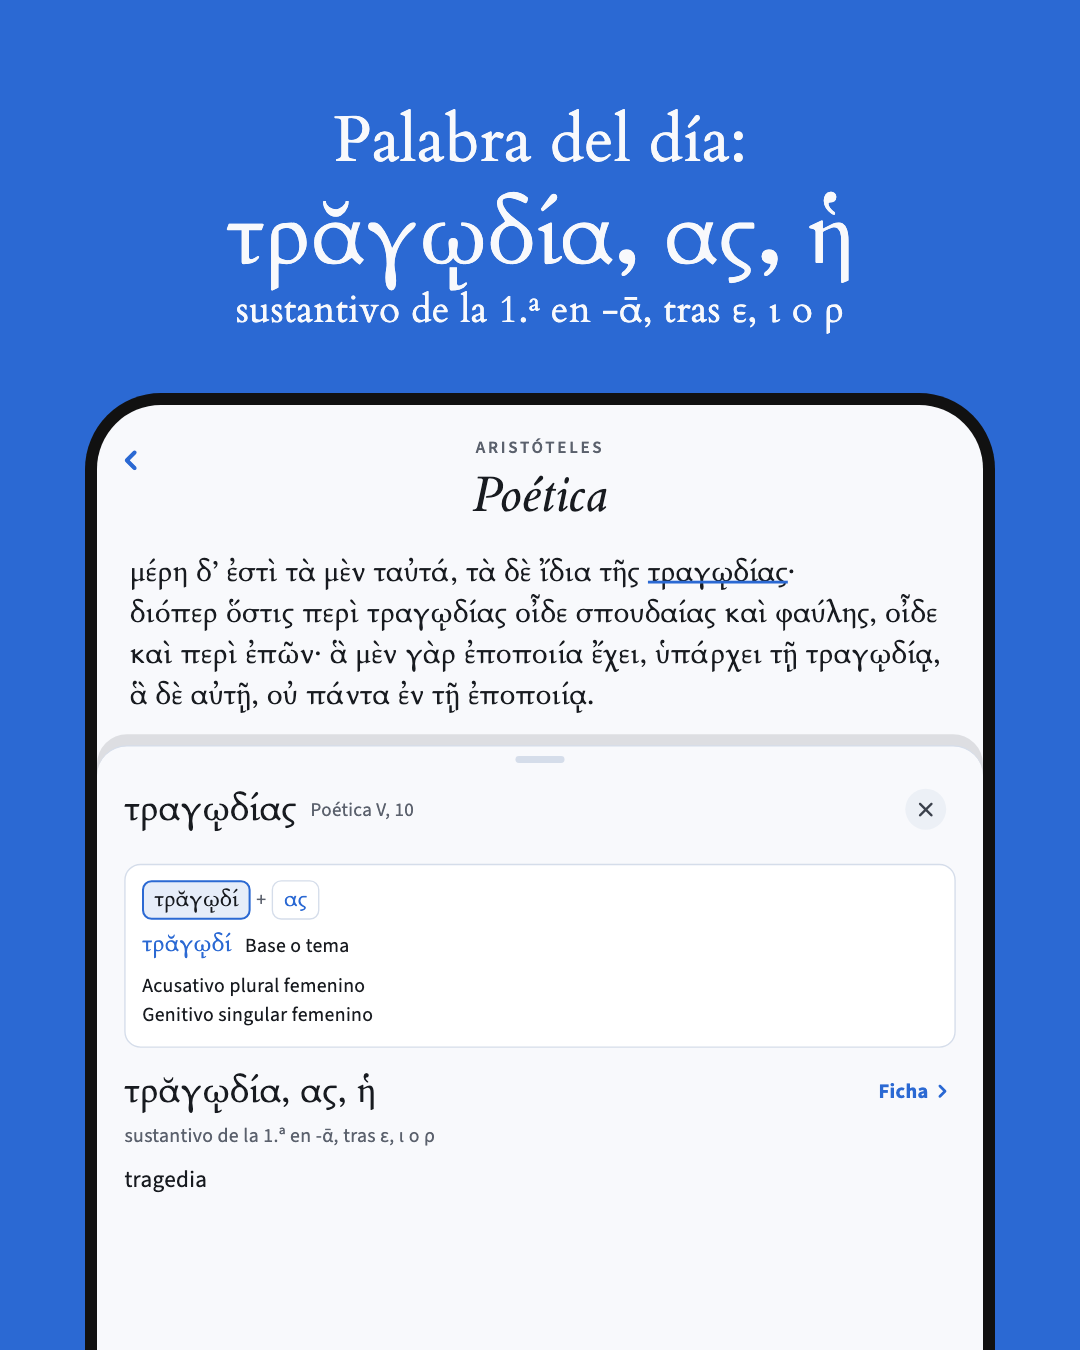 Palabra del día:
τρᾰγῳδία, ας, ἡ
sustantivo de la 1.ª en -ᾱ, tras ε, ι o ρ
ARISTÓTELES
Poética
μέρη δ’ ἐστὶ τὰ μὲν ταὐτά, τὰ δὲ ἴδια τῆς τραγῳδίας·
διόπερ ὅστις περὶ τραγῳδίας οἶδε σπουδαίας καὶ φαύλης, οἶδε
καὶ περὶ ἐπῶν· ἃ μὲν γὰρ ἐποποιία ἔχει, ὑπάρχει τῇ τραγῳδίᾳ,
ἃ δὲ αὐτῇ, οὐ πάντα ἐν τῇ ἐποποιίᾳ.
τραγῳδίας Poética V, 10
τρᾰγῳδί + ας
τρᾰγῳδί Base o tema
Acusativo plural femenino
Genitivo singular femenino
τρᾰγῳδία, ας, ἡ Ficha
sustantivo de la 1.ª en -ᾱ, tras ε, ι o ρ
tragedia